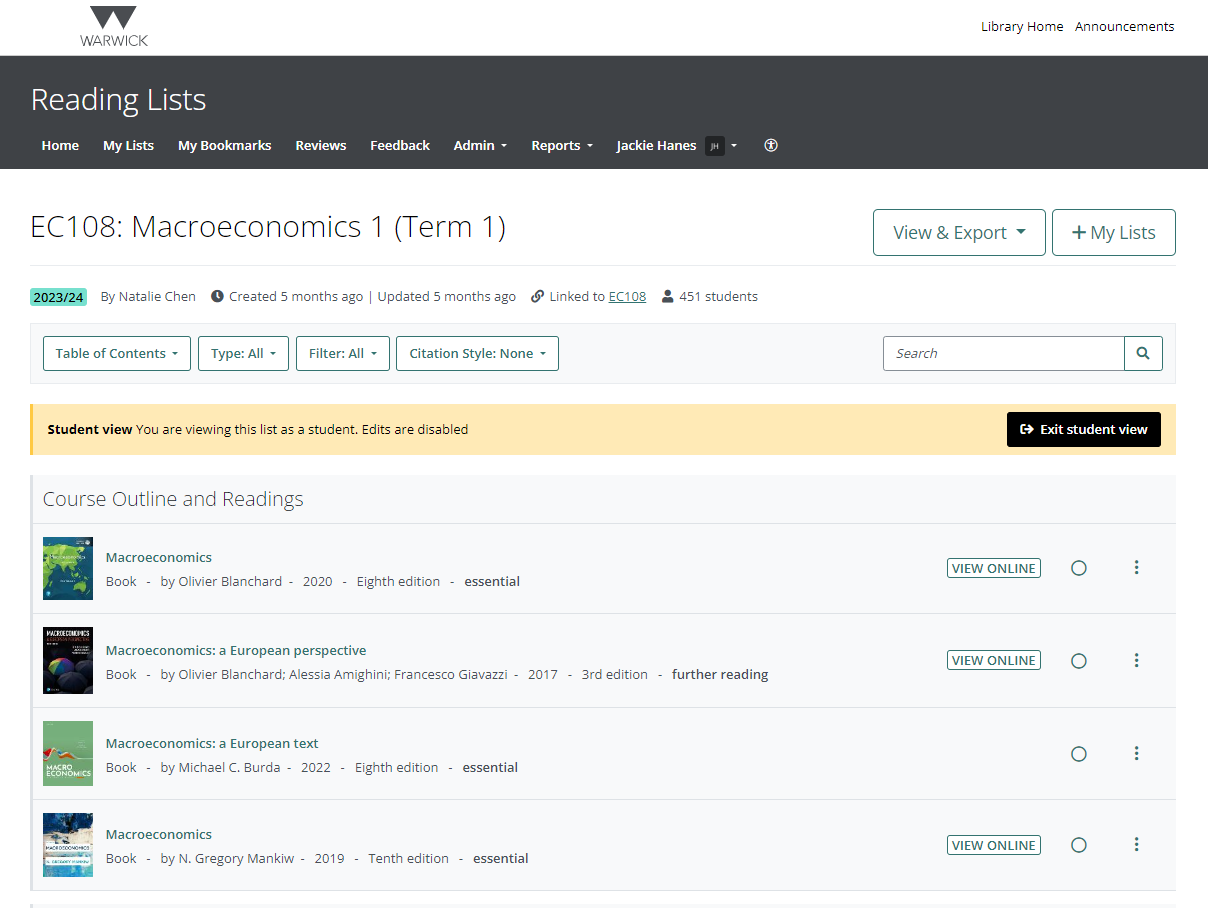 WARWICK
Library Home Announcements
Reading Lists
Home My Lists My Bookmarks Reviews Feedback Admin Reports Jackie Hanes JH
EC108: Macroeconomics 1 (Term 1)
View & Export + My Lists
2023/24 By Natalie Chen Created 5 months ago | Updated 5 months ago Linked to EC108 451 students
Table of Contents Type: All Filter: All Citation Style: None Search
Student view You are viewing this list as a student. Edits are disabled Exit student view
Course Outline and Readings
Macroeconomics
Book - by Olivier Blanchard - 2020 - Eighth edition - essential
VIEW ONLINE
MACROECONOMICS
Macroeconomics: a European perspective
Book - by Olivier Blanchard; Alessia Amighini; Francesco Giavazzi - 2017 - 3rd edition - further reading
VIEW ONLINE
MACRO
ECONOMICS
Macroeconomics: a European text
Book - by Michael C. Burda - 2022 - Eighth edition - essential
MACROECONOMICS
N. GREGORY MANKIW
Macroeconomics
Book - by N. Gregory Mankiw - 2019 - Tenth edition - essential
VIEW ONLINE